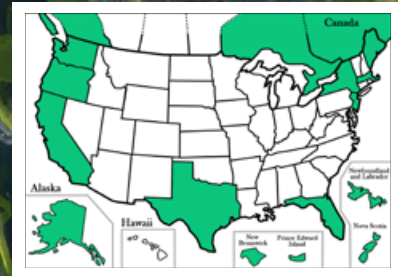 Canada
Newfoundland
and Labrador
Alaska
Hawaii
New
Brunswick
Prince Edward
Island
Nova Scotia